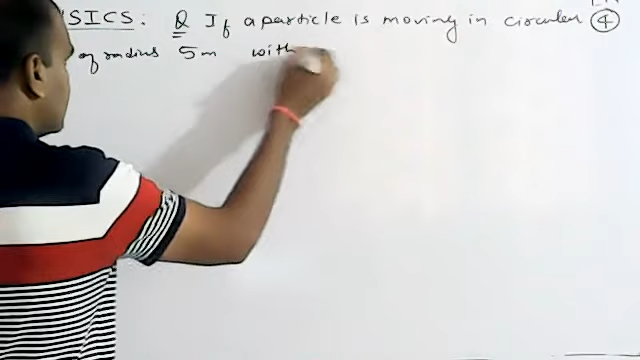 SICS: Q If a particle is moving in circular ④
of radius 5m with